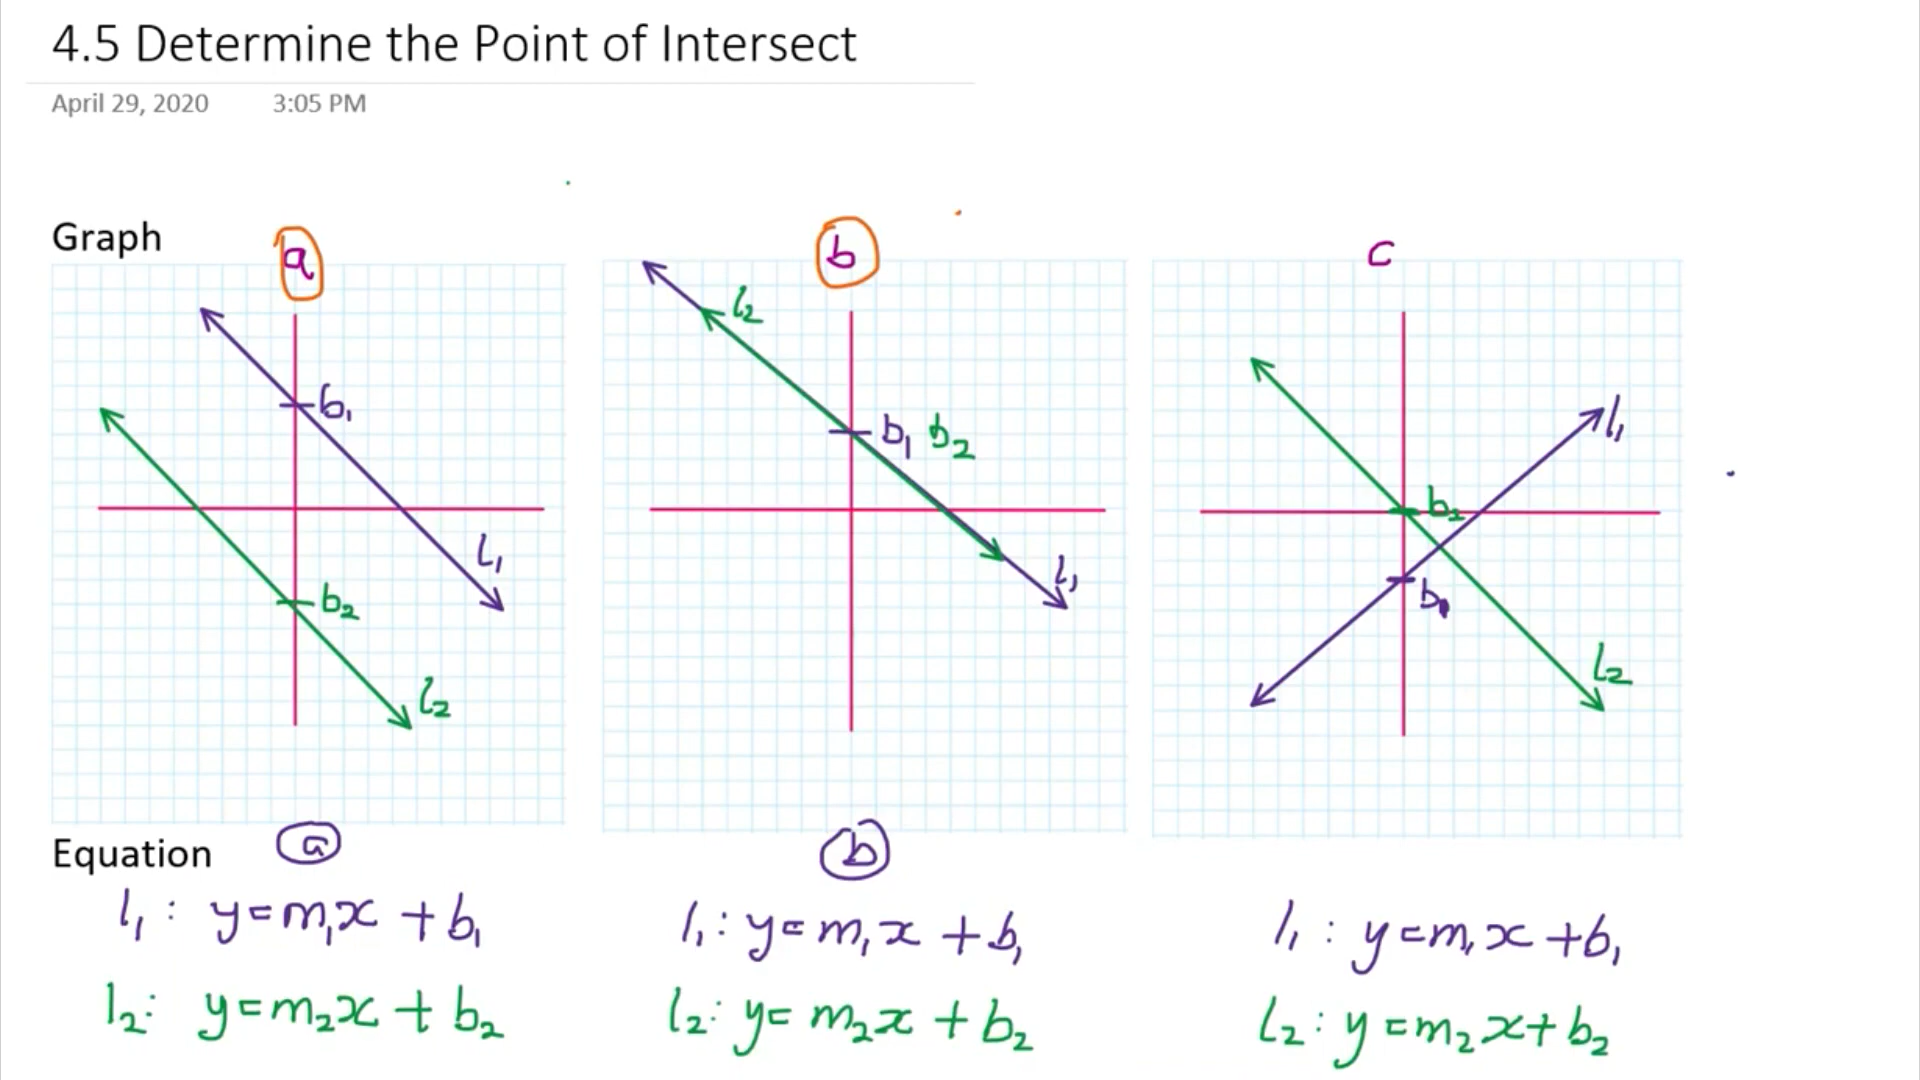 4.5 Determine the Point of Intersect
April 29, 2020 3:05 PM
Graph
a
b₁
l₁
b₂
l₂
b
l₂
b₁ b₂
l₁
c
l₁
b₂
b₁
l₂
Equation
a
l₁: y=m₁x + b₁
l₂: y=m₂x + b₂
b
l₁: y=m₁x + b₁
l₂: y=m₂x + b₂
l₁: y=m₁x + b₁
l₂: y=m₂x + b₂